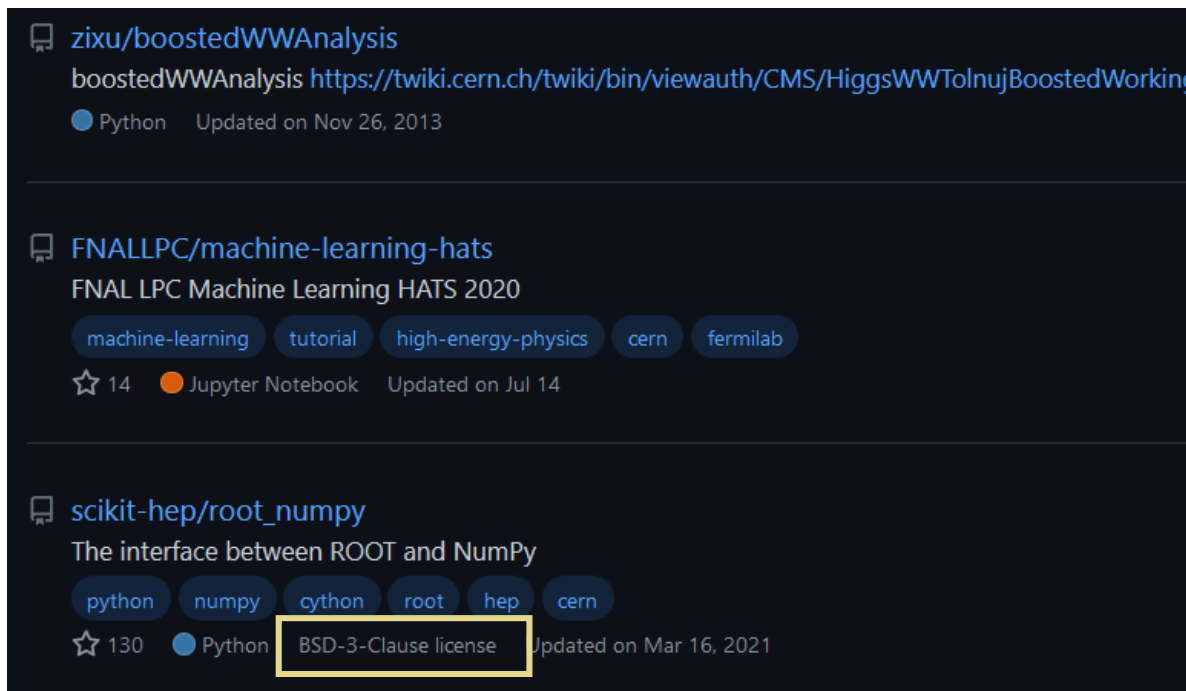 zixu/boostedWWAnalysis
boostedWWAnalysis https://twiki.cern.ch/twiki/bin/viewauth/CMS/HiggsWWTolnujBoostedWorking
Python Updated on Nov 26, 2013
FNALLPC/machine-learning-hats
FNAL LPC Machine Learning HATS 2020
machine-learning tutorial high-energy-physics cern fermilab
14 Jupyter Notebook Updated on Jul 14
scikit-hep/root_numpy
The interface between ROOT and NumPy
python numpy cython root hep cern
130 Python BSD-3-Clause license Updated on Mar 16, 2021